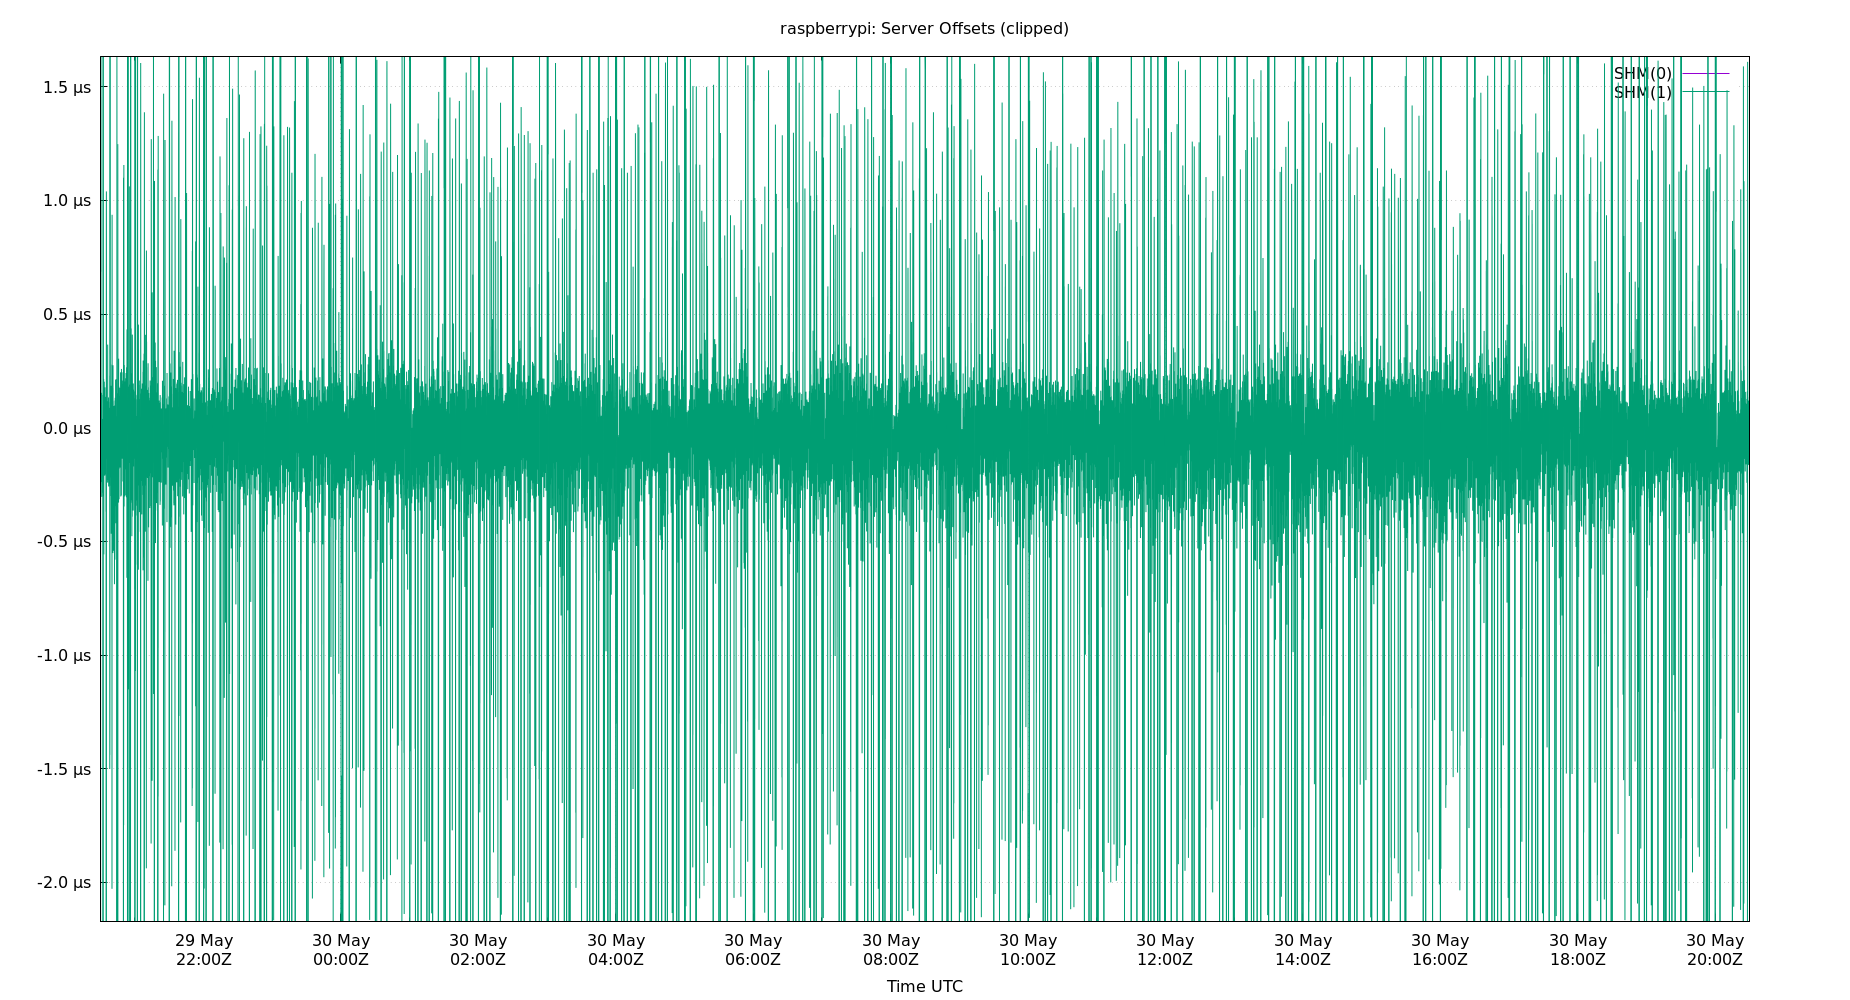 raspberrypi: Server Offsets (clipped)
SHM(0)
SHM(1)
1.5 µs
1.0 µs
0.5 µs
0.0 µs
-0.5 µs
-1.0 µs
-1.5 µs
-2.0 µs
29 May 30 May 30 May 30 May 30 May 30 May 30 May 30 May 30 May 30 May 30 May 30 May
22:00Z 00:00Z 02:00Z 04:00Z 06:00Z 08:00Z 10:00Z 12:00Z 14:00Z 16:00Z 18:00Z 20:00Z
Time UTC